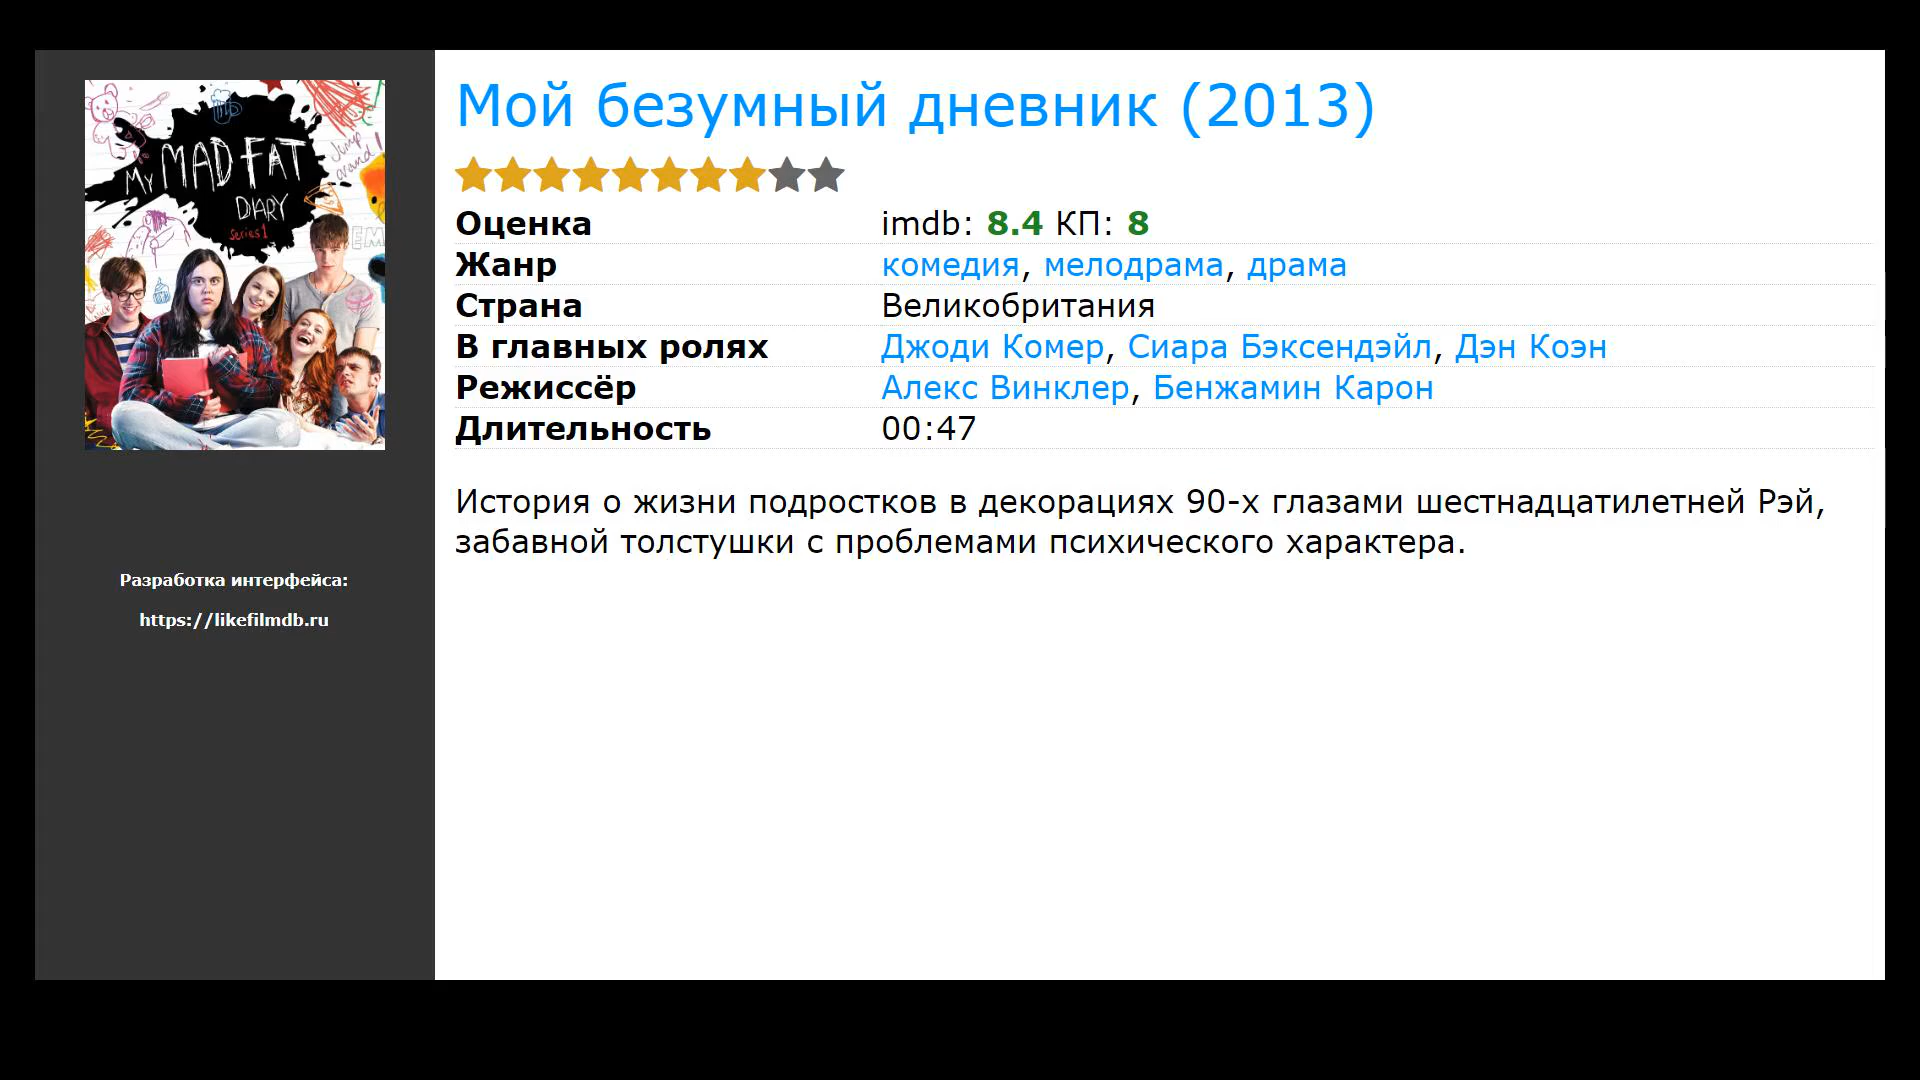 MY MAD FAT
DIARY
series 1
Jump
around!
Мой безумный дневник (2013)
Оценка imdb: 8.4 КП: 8
Жанр комедия, мелодрама, драма
Страна Великобритания
В главных ролях Джоди Комер, Сиара Бэксендэйл, Дэн Коэн
Режиссёр Алекс Винклер, Бенжамин Карон
Длительность 00:47
История о жизни подростков в декорациях 90-х глазами шестнадцатилетней Рэй,
забавной толстушки с проблемами психического характера.
Разработка интерфейса:
https://likefilmdb.ru